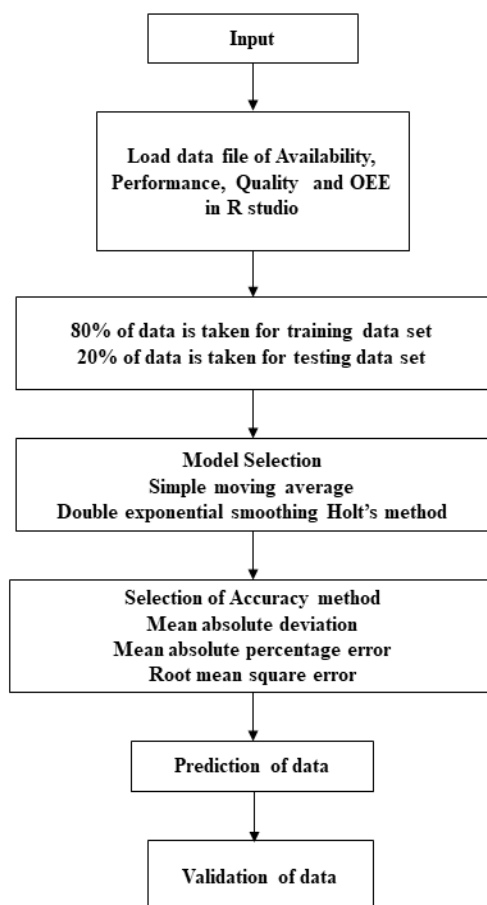 Input
Load data file of Availability,
Performance, Quality and OEE
in R studio
80% of data is taken for training data set
20% of data is taken for testing data set
Model Selection
Simple moving average
Double exponential smoothing Holt's method
Selection of Accuracy method
Mean absolute deviation
Mean absolute percentage error
Root mean square error
Prediction of data
Validation of data